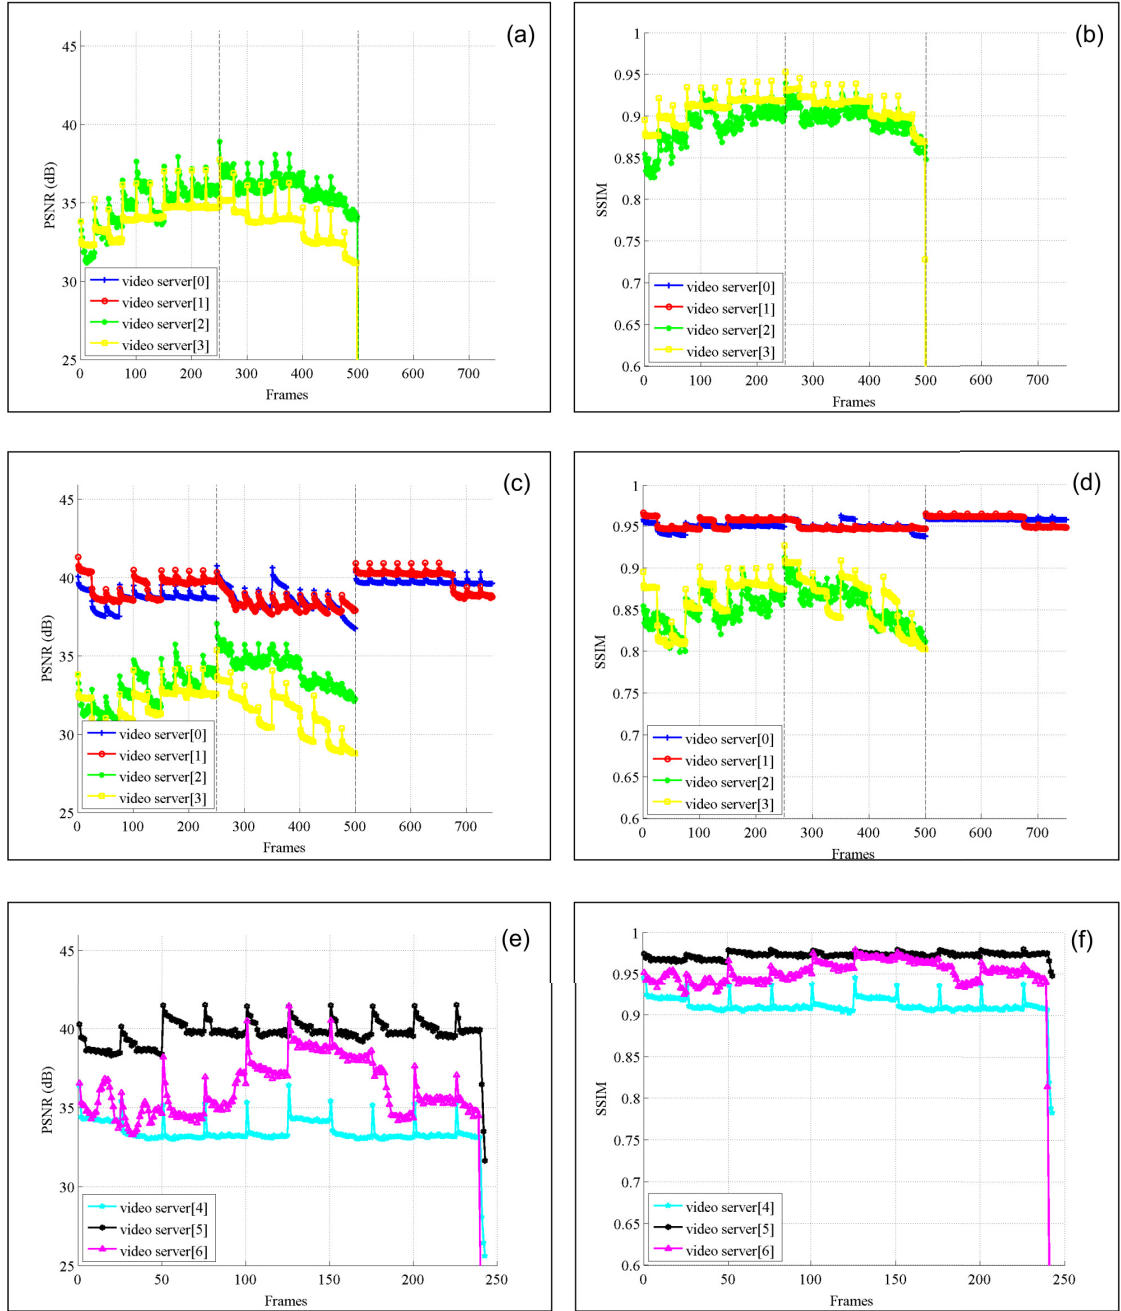 (a)
PSNR (dB)
45
40
35
30
25
video server[0]
video server[1]
video server[2]
video server[3]
0 100 200 300 400 500 600 700
Frames
(b)
SSIM
1
0.95
0.9
0.85
0.8
0.75
0.7
0.65
0.6
video server[0]
video server[1]
video server[2]
video server[3]
0 100 200 300 400 500 600 700
Frames
(c)
PSNR (dB)
45
40
35
30
25
video server[0]
video server[1]
video server[2]
video server[3]
0 100 200 300 400 500 600 700
Frames
(d)
SSIM
1
0.95
0.9
0.85
0.8
0.75
0.7
0.65
0.6
video server[0]
video server[1]
video server[2]
video server[3]
0 100 200 300 400 500 600 700
Frames
(e)
PSNR (dB)
45
40
35
30
25
video server[4]
video server[5]
video server[6]
0 50 100 150 200 250
Frames
(f)
SSIM
1
0.95
0.9
0.85
0.8
0.75
0.7
0.65
0.6
video server[4]
video server[5]
video server[6]
0 50 100 150 200 250
Frames